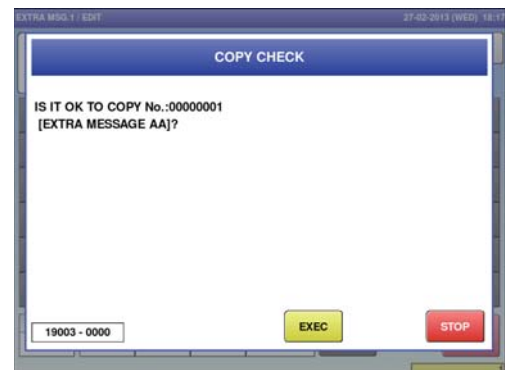 EXTRA MSG.1 / EDIT 27-02-2013 (WED) 18:17
COPY CHECK
IS IT OK TO COPY No.:00000001
[EXTRA MESSAGE AA]?
19003 - 0000
EXEC
STOP